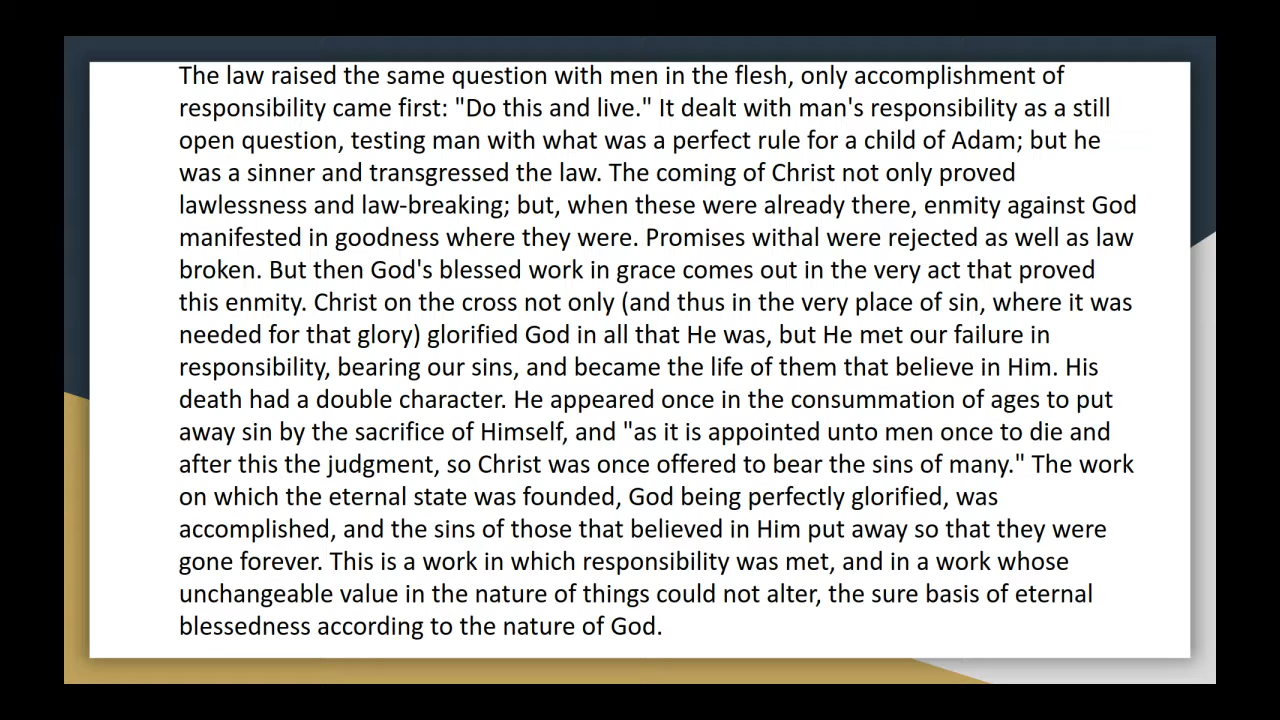 The law raised the same question with men in the flesh, only accomplishment of
responsibility came first: "Do this and live." It dealt with man's responsibility as a still
open question, testing man with what was a perfect rule for a child of Adam; but he
was a sinner and transgressed the law. The coming of Christ not only proved
lawlessness and law-breaking; but, when these were already there, enmity against God
manifested in goodness where they were. Promises withal were rejected as well as law
broken. But then God's blessed work in grace comes out in the very act that proved
this enmity. Christ on the cross not only (and thus in the very place of sin, where it was
needed for that glory) glorified God in all that He was, but He met our failure in
responsibility, bearing our sins, and became the life of them that believe in Him. His
death had a double character. He appeared once in the consummation of ages to put
away sin by the sacrifice of Himself, and "as it is appointed unto men once to die and
after this the judgment, so Christ was once offered to bear the sins of many." The work
on which the eternal state was founded, God being perfectly glorified, was
accomplished, and the sins of those that believed in Him put away so that they were
gone forever. This is a work in which responsibility was met, and in a work whose
unchangeable value in the nature of things could not alter, the sure basis of eternal
blessedness according to the nature of God.